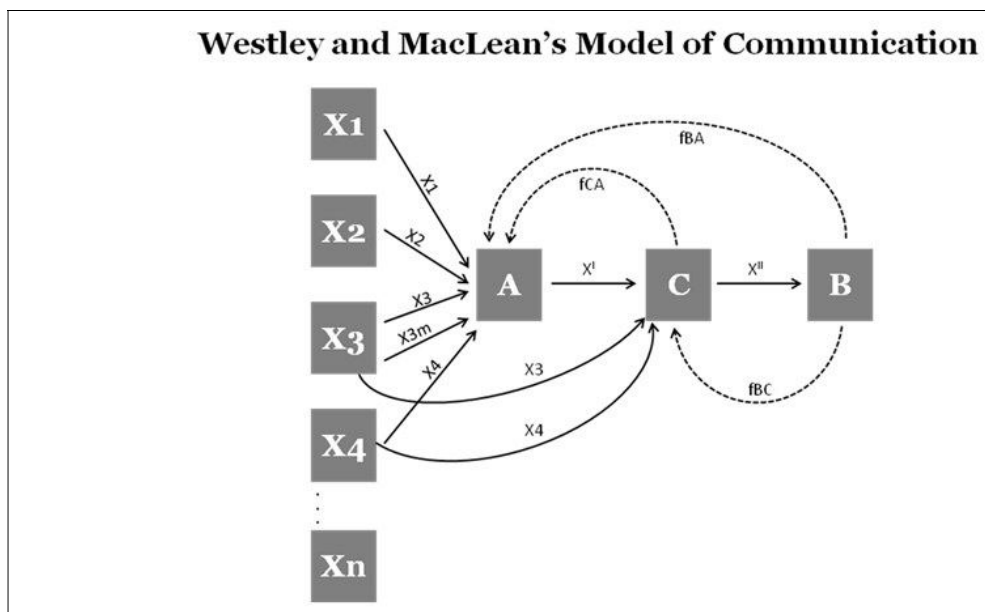 Westley and MacLean's Model of Communication
X1
X2
X3
X4
Xn
A
C
B
X1
X2
X3
X3m
X4
X3
X4
XI
XII
fCA
fBA
fBC